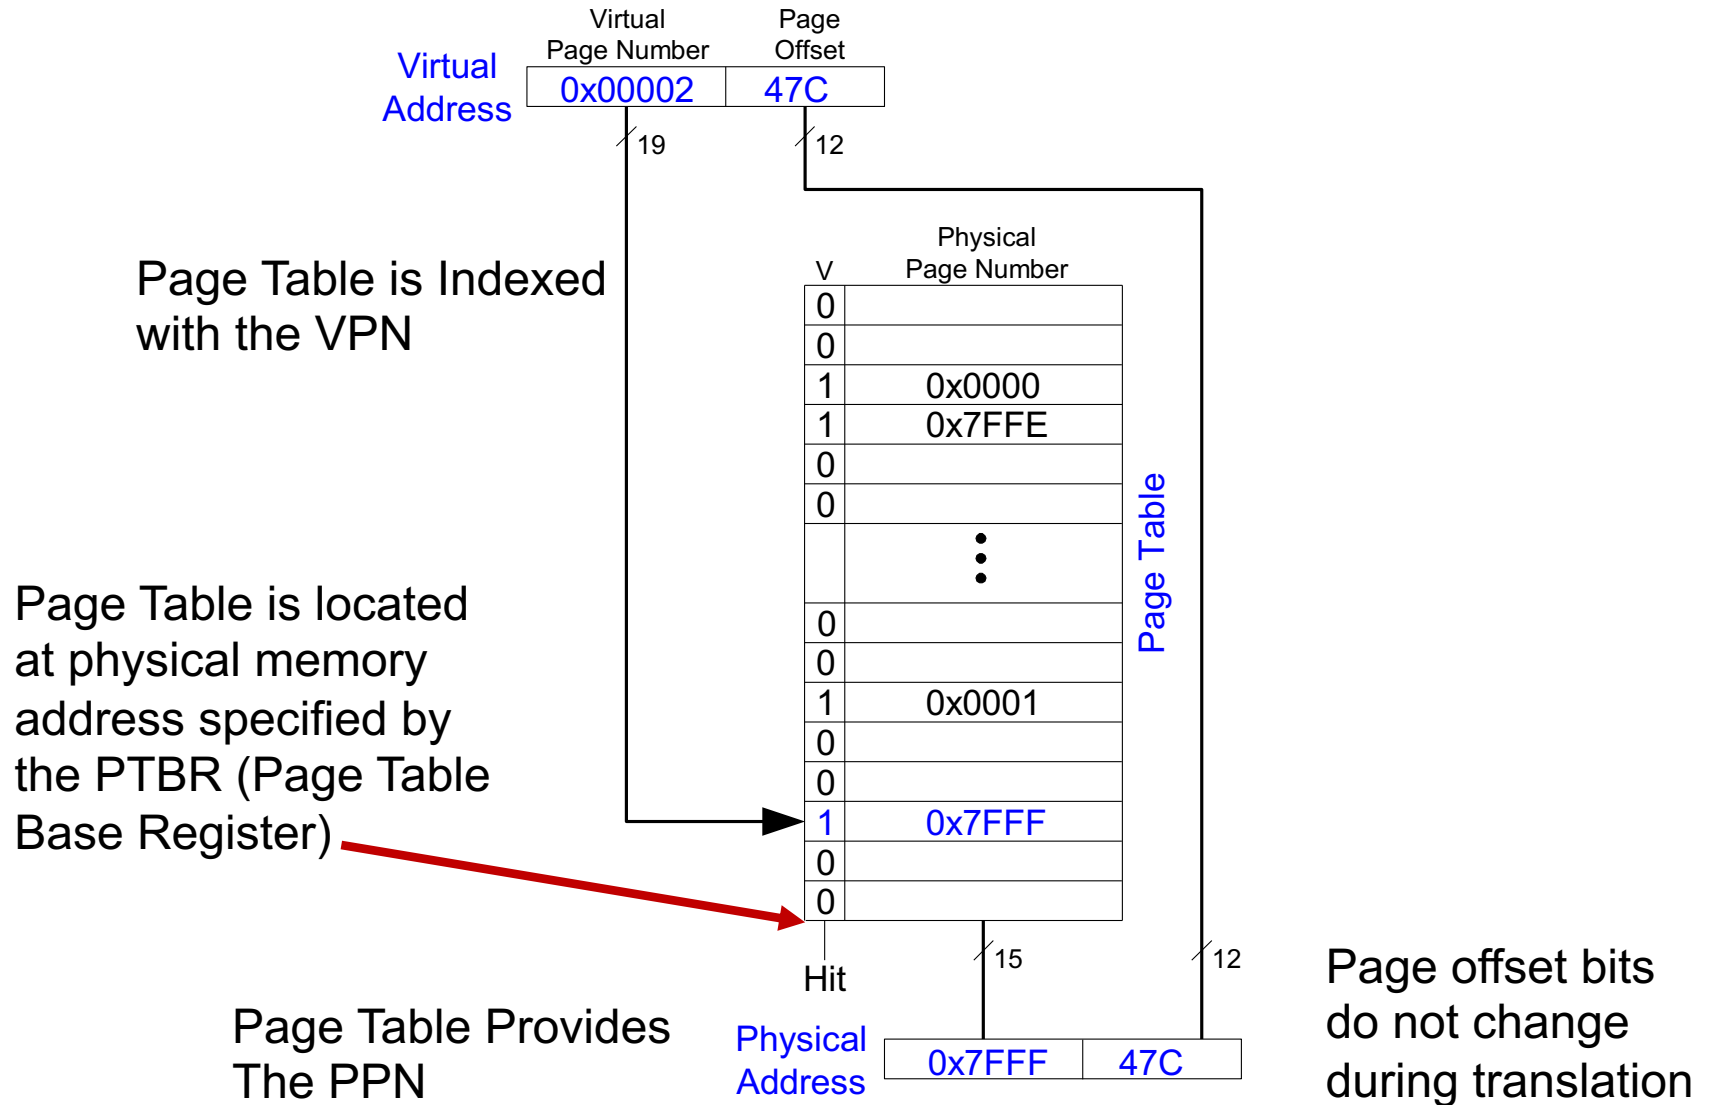 Virtual
Page Number
Page
Offset
Virtual
Address
0x00002
47C
19
12
Page Table is Indexed
with the VPN
V
Physical
Page Number
0
0
1 0x0000
1 0x7FFE
0
0
Page Table
0
0
1 0x0001
0
0
1 0x7FFF
0
0
Page Table is located
at physical memory
address specified by
the PTBR (Page Table
Base Register)
Hit
15
12
Page Table Provides
The PPN
Physical
Address
0x7FFF
47C
Page offset bits
do not change
during translation